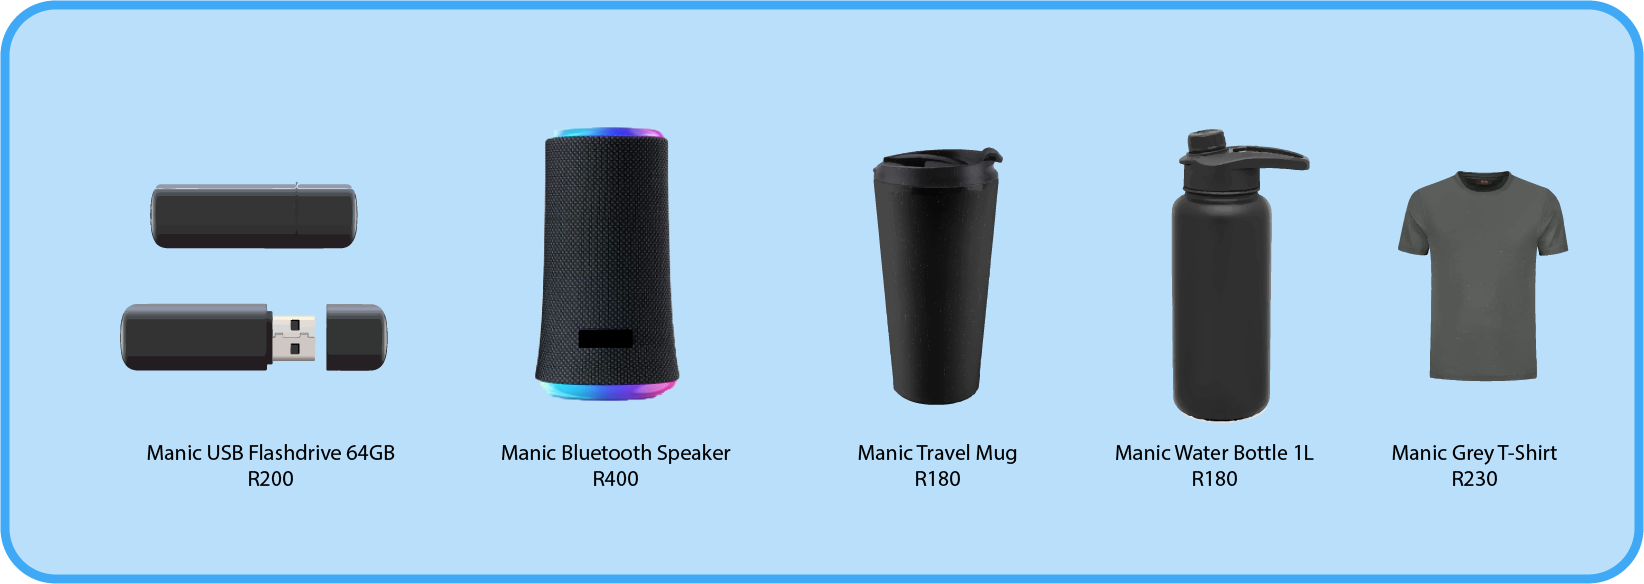 Manic USB Flashdrive 64GB
R200
Manic Bluetooth Speaker
R400
Manic Travel Mug
R180
Manic Water Bottle 1L
R180
Manic Grey T-Shirt
R230